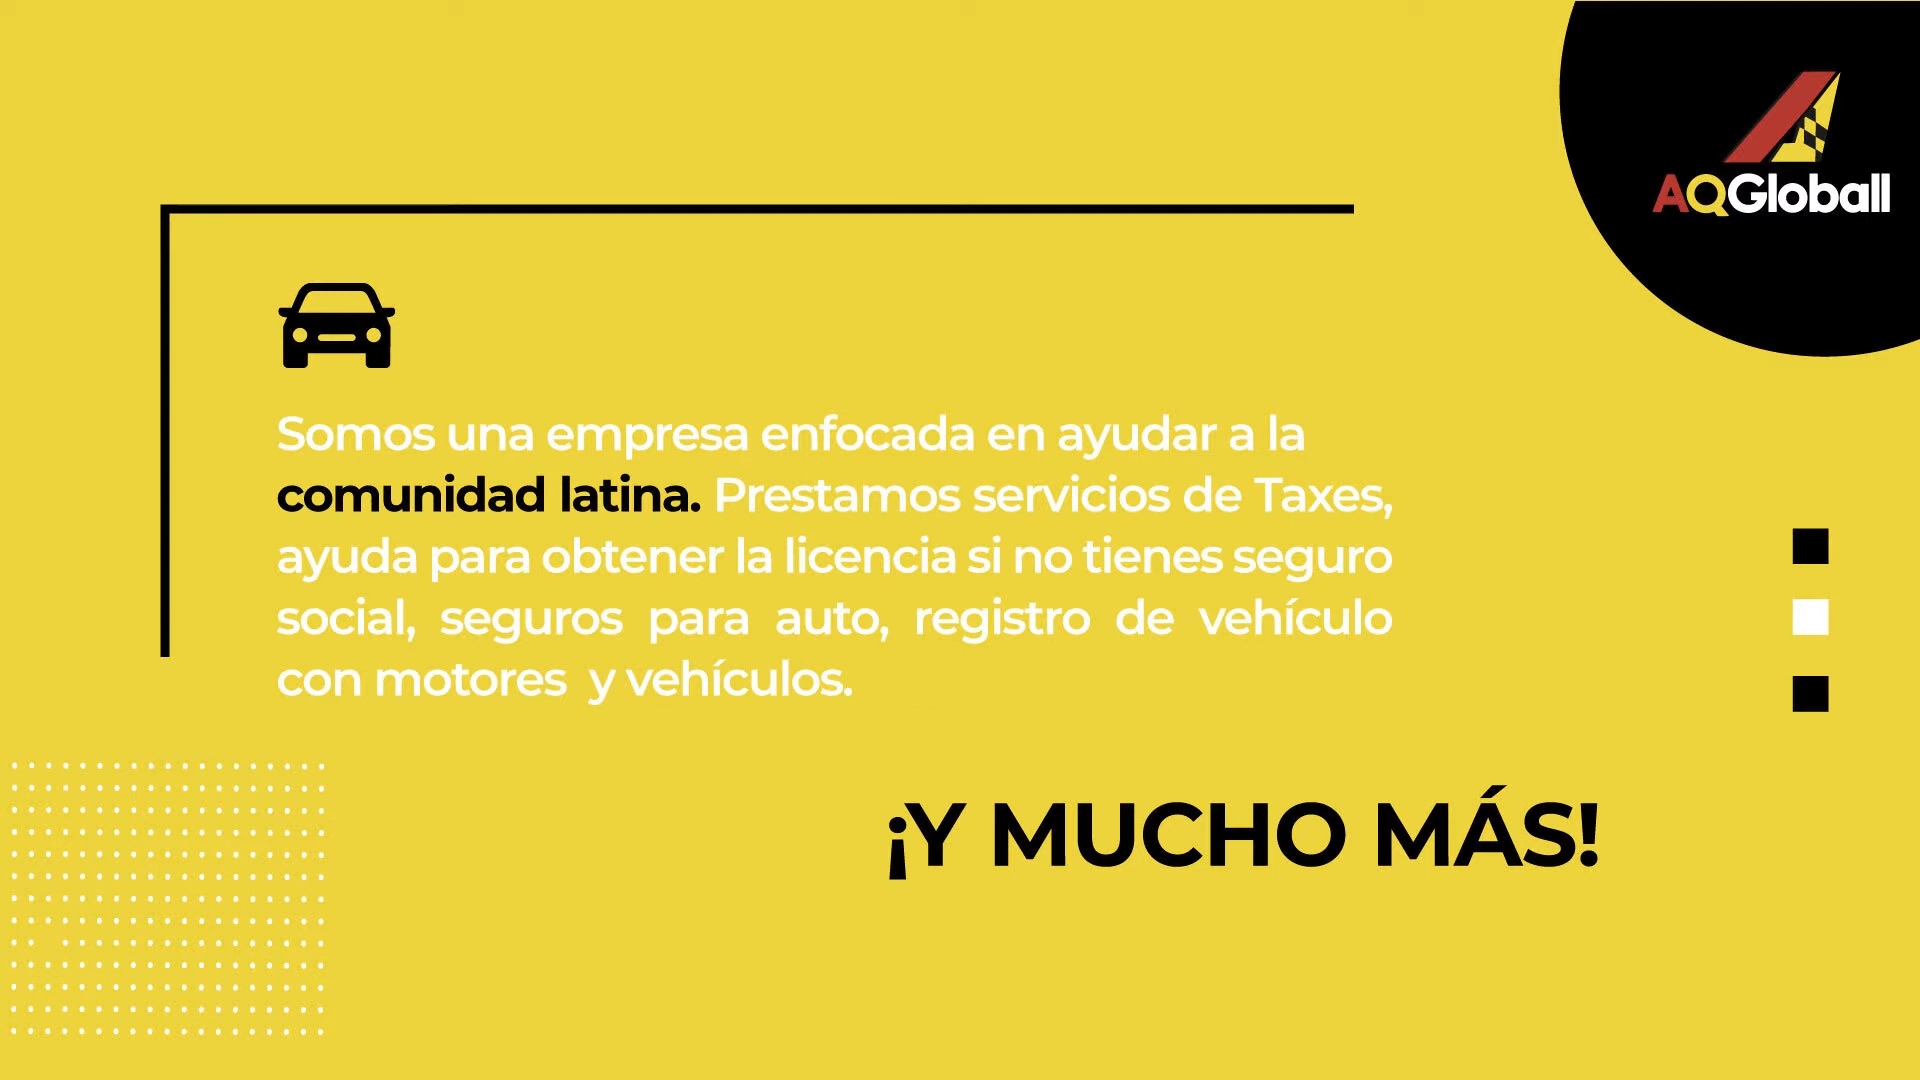 AQGloball
Somos una empresa enfocada en ayudar a la
comunidad latina. Prestamos servicios de Taxes,
ayuda para obtener la licencia si no tienes seguro
social, seguros para auto, registro de vehículo
con motores y vehículos.
¡Y MUCHO MÁS!